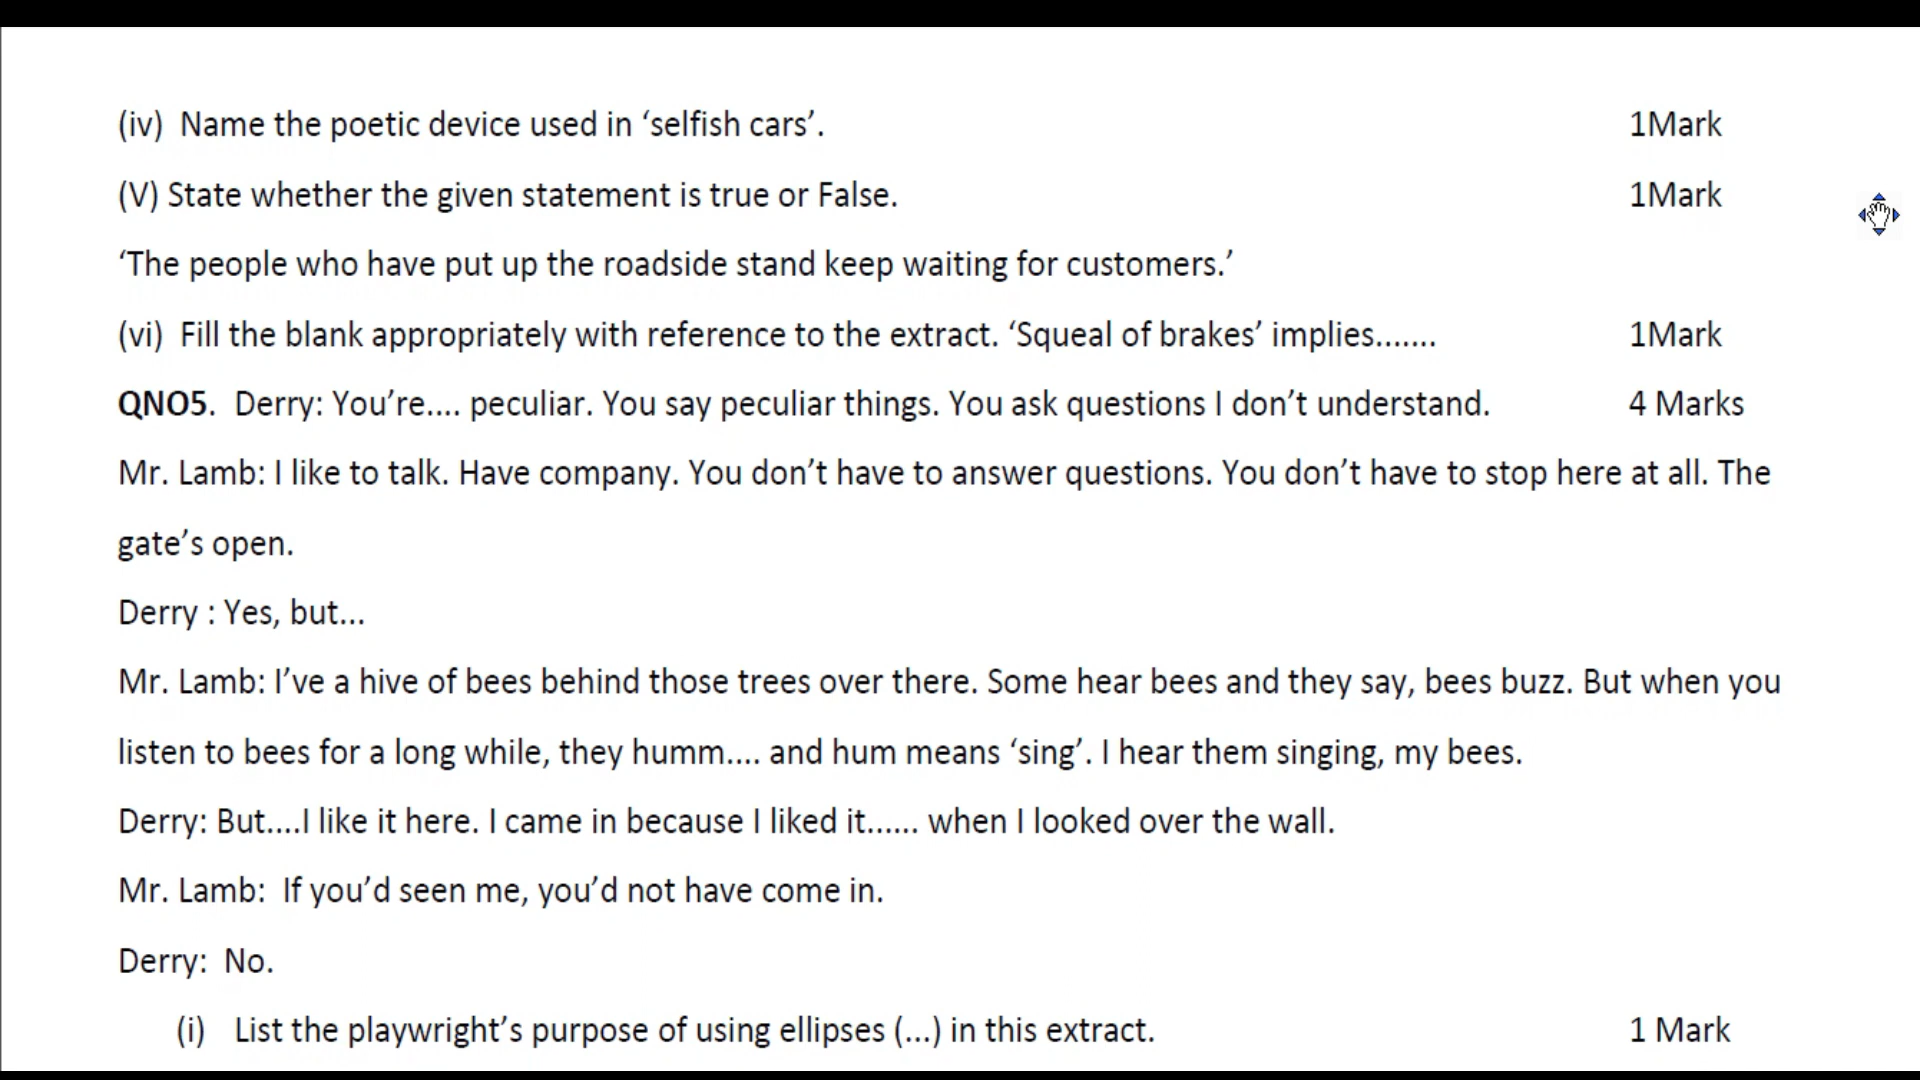 (iv) Name the poetic device used in ‘selfish cars’. 1Mark
(V) State whether the given statement is true or False. 1Mark
‘The people who have put up the roadside stand keep waiting for customers.’
(vi) Fill the blank appropriately with reference to the extract. ‘Squeal of brakes’ implies....... 1Mark
QNO5. Derry: You’re.... peculiar. You say peculiar things. You ask questions I don’t understand. 4 Marks
Mr. Lamb: I like to talk. Have company. You don’t have to answer questions. You don’t have to stop here at all. The
gate’s open.
Derry : Yes, but...
Mr. Lamb: I’ve a hive of bees behind those trees over there. Some hear bees and they say, bees buzz. But when you
listen to bees for a long while, they humm.... and hum means ‘sing’. I hear them singing, my bees.
Derry: But....I like it here. I came in because I liked it...... when I looked over the wall.
Mr. Lamb: If you’d seen me, you’d not have come in.
Derry: No.
(i) List the playwright’s purpose of using ellipses (...) in this extract. 1 Mark